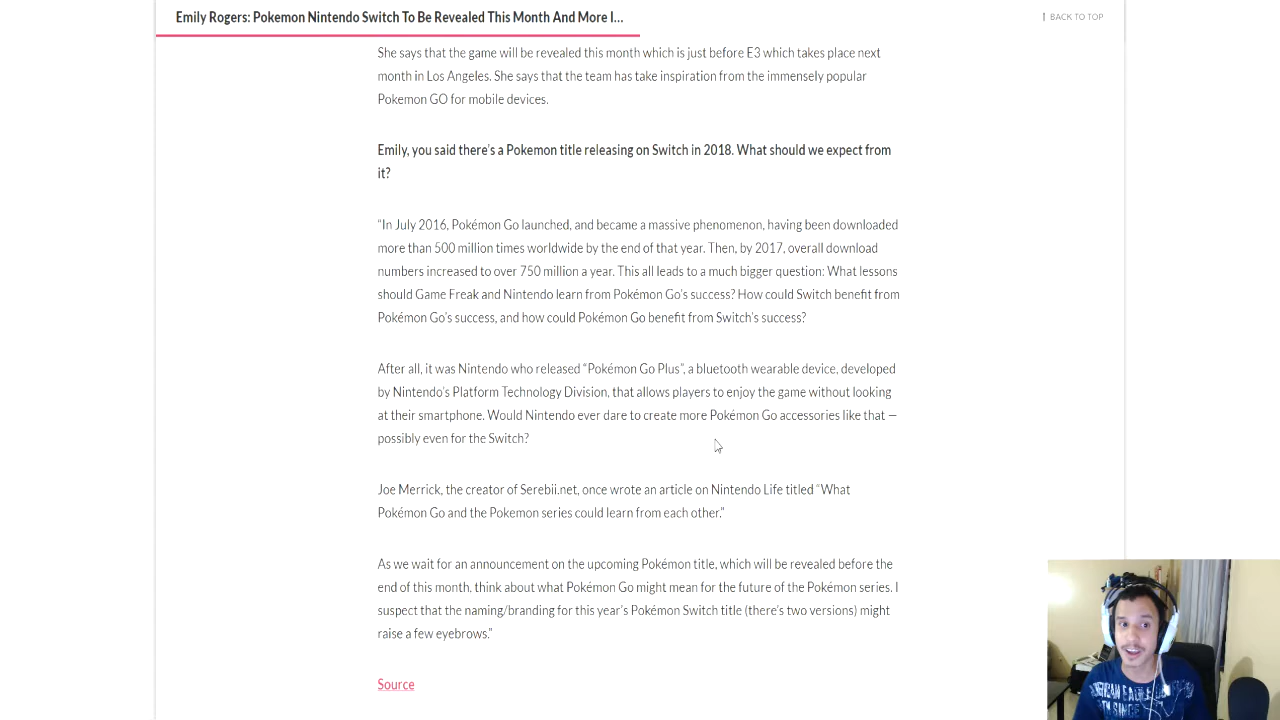 Emily Rogers: Pokemon Nintendo Switch To Be Revealed This Month And More I...
BACK TO TOP
She says that the game will be revealed this month which is just before E3 which takes place next
month in Los Angeles. She says that the team has take inspiration from the immensely popular
Pokemon GO for mobile devices.
Emily, you said there's a Pokemon title releasing on Switch in 2018. What should we expect from
it?
“In July 2016, Pokémon Go launched, and became a massive phenomenon, having been downloaded
more than 500 million times worldwide by the end of that year. Then, by 2017, overall download
numbers increased to over 750 million a year. This all leads to a much bigger question: What lessons
should Game Freak and Nintendo learn from Pokémon Go's success? How could Switch benefit from
Pokémon Go's success, and how could Pokémon Go benefit from Switch's success?
After all, it was Nintendo who released “Pokémon Go Plus”, a bluetooth wearable device, developed
by Nintendo's Platform Technology Division, that allows players to enjoy the game without looking
at their smartphone. Would Nintendo ever dare to create more Pokémon Go accessories like that —
possibly even for the Switch?
Joe Merrick, the creator of Serebii.net, once wrote an article on Nintendo Life titled “What
Pokémon Go and the Pokemon series could learn from each other.”
As we wait for an announcement on the upcoming Pokémon title, which will be revealed before the
end of this month, think about what Pokémon Go might mean for the future of the Pokémon series. I
suspect that the naming/branding for this year's Pokémon Switch title (there's two versions) might
raise a few eyebrows.”
Source